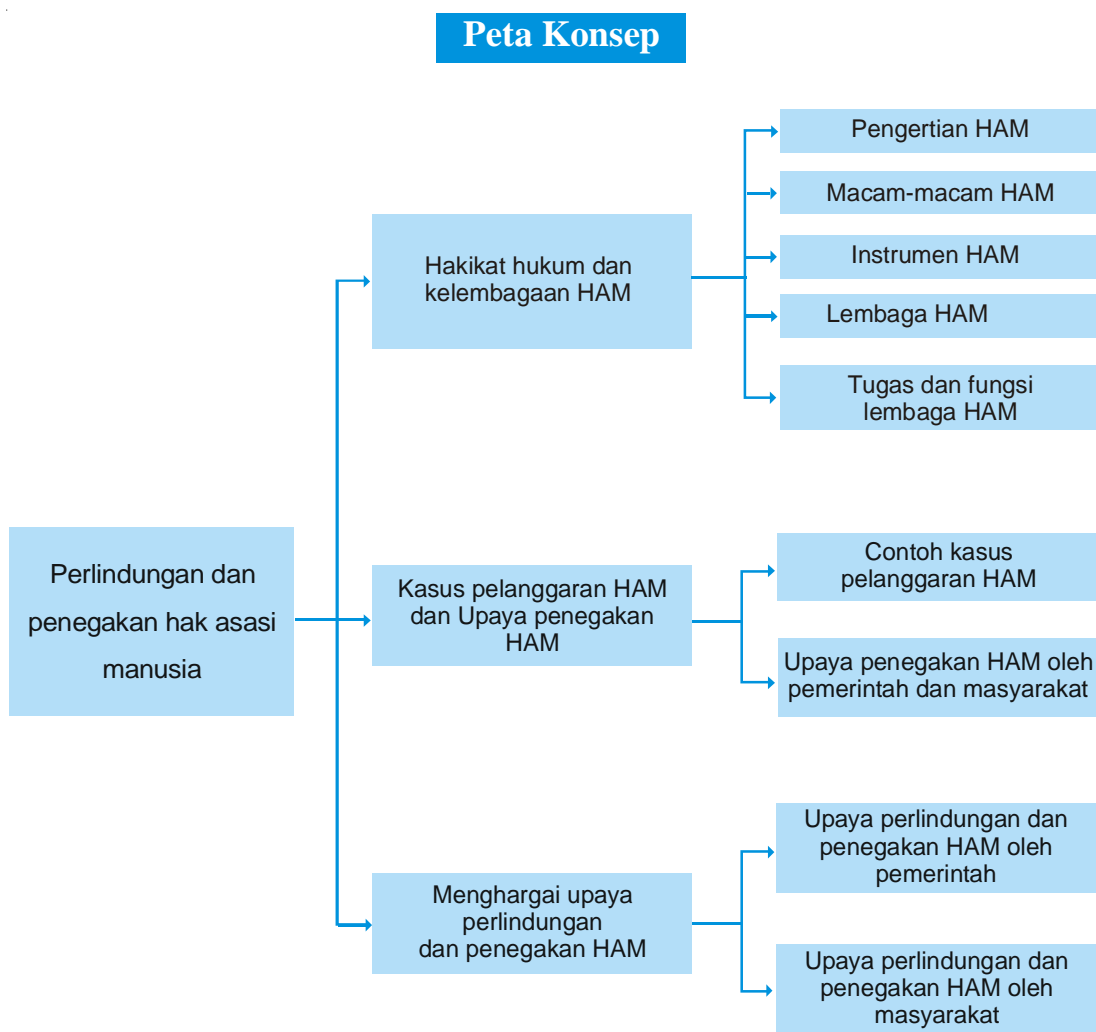 Peta Konsep
Pengertian HAM
Macam-macam HAM
Hakikat hukum dan
kelembagaan HAM
Instrumen HAM
Lembaga HAM
Tugas dan fungsi
lembaga HAM
Perlindungan dan
penegakan hak asasi
manusia
Kasus pelanggaran HAM
dan Upaya penegakan
HAM
Contoh kasus
pelanggaran HAM
Upaya penegakan HAM oleh
pemerintah dan masyarakat
Menghargai upaya
perlindungan
dan penegakan HAM
Upaya perlindungan dan
penegakan HAM oleh
pemerintah
Upaya perlindungan dan
penegakan HAM oleh
masyarakat